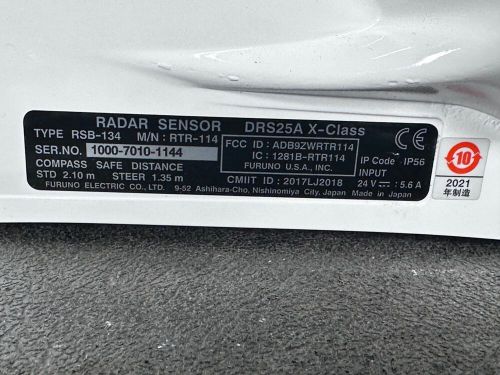 RADAR SENSOR DRS25A X-Class
TYPE RSB-134 M/N : RTR-114
SER.NO. 1000-7010-1144
COMPASS SAFE DISTANCE
STD 2.10 m STEER 1.35 m
FCC ID : ADB9ZWRTR114
IC : 1281B-RTR114
FURUNO U.S.A., INC.
CMIIT ID : 2017LJ2018
CE
IP Code : IP56
INPUT
24 V⎓ : 5.6 A
FURUNO ELECTRIC CO., LTD. 9-52 Ashihara-Cho, Nishinomiya City, Japan Made in Japan
10
2021
年制造